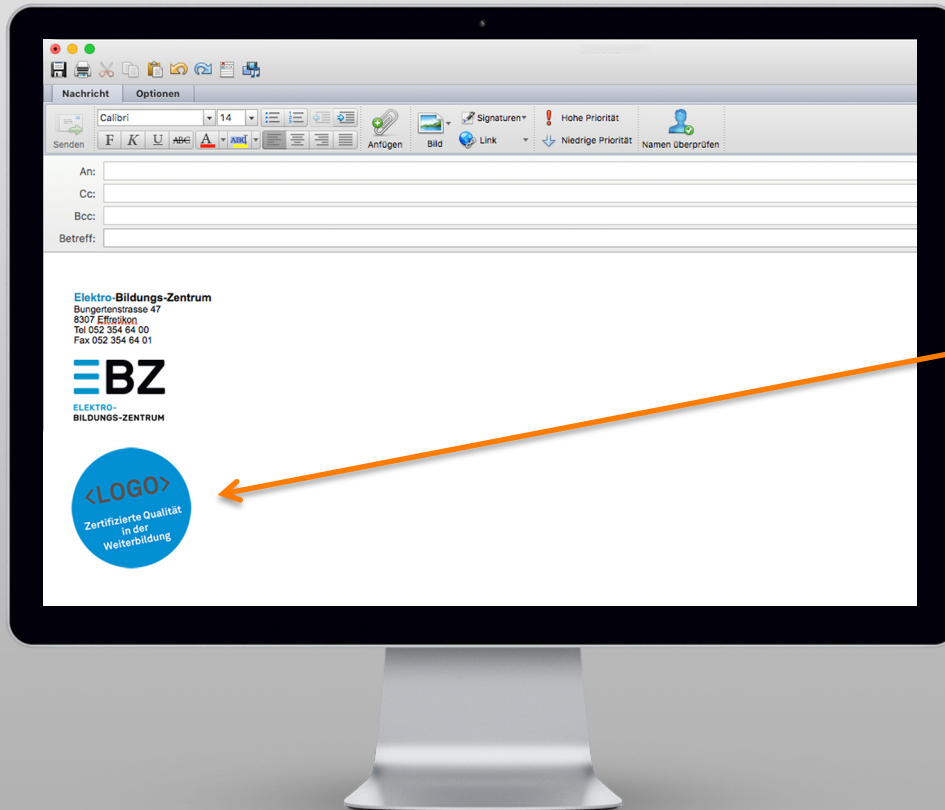 Nachricht Optionen
Calibri 14
Signaturen
Hohe Priorität
Senden
F K U ABC A ABC
Anfügen
Bild
Link
Niedrige Priorität
Namen überprüfen
An:
Cc:
Bcc:
Betreff:
Elektro-Bildungs-Zentrum
Bungertenstrasse 47
8307 Effretikon
Tel 052 354 64 00
Fax 052 354 64 01
EBZ
ELEKTRO-
BILDUNGS-ZENTRUM
<LOGO>
Zertifizierte Qualität
in der
Weiterbildung